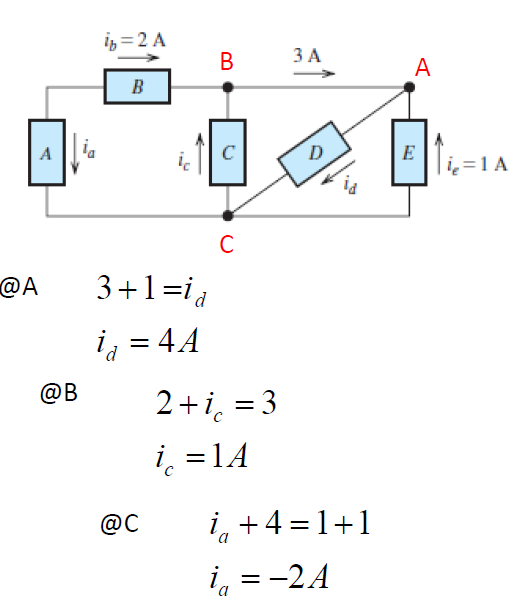 i_b = 2 A
B
3 A
A
B
A
i_a
i_c
C
D
i_d
E
i_e = 1 A
C
@A 3+1=i_d
i_d = 4A
@B 2+i_c = 3
i_c = 1A
@C i_a + 4 = 1+1
i_a = −2A